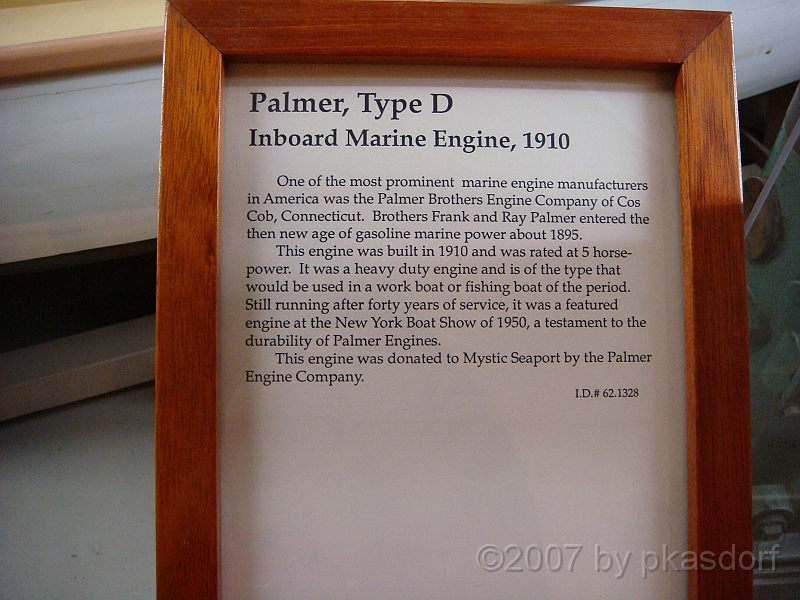 Palmer, Type D
Inboard Marine Engine, 1910
One of the most prominent marine engine manufacturers
in America was the Palmer Brothers Engine Company of Cos
Cob, Connecticut. Brothers Frank and Ray Palmer entered the
then new age of gasoline marine power about 1895.
This engine was built in 1910 and was rated at 5 horse-
power. It was a heavy duty engine and is of the type that
would be used in a work boat or fishing boat of the period.
Still running after forty years of service, it was a featured
engine at the New York Boat Show of 1950, a testament to the
durability of Palmer Engines.
This engine was donated to Mystic Seaport by the Palmer
Engine Company.
I.D.# 62.1328
©2007 by pkasdorf